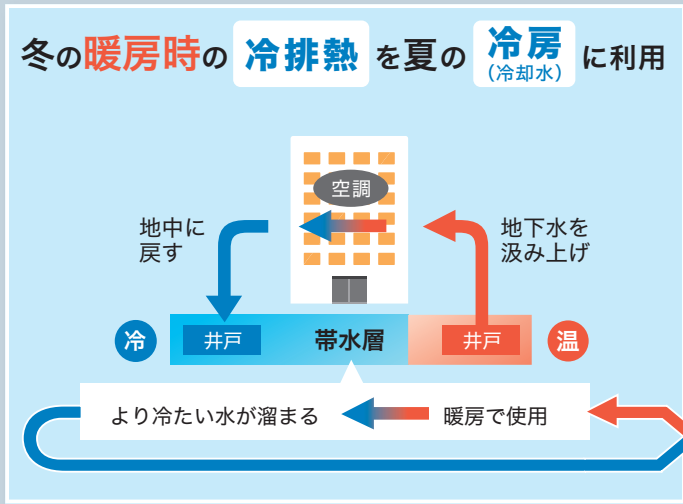 冬の暖房時の冷排熱を夏の冷房(冷却水)に利用
空調
地中に
戻す
地下水を
汲み上げ
冷
井戸
帯水層
井戸
温
より冷たい水が溜まる
暖房で使用